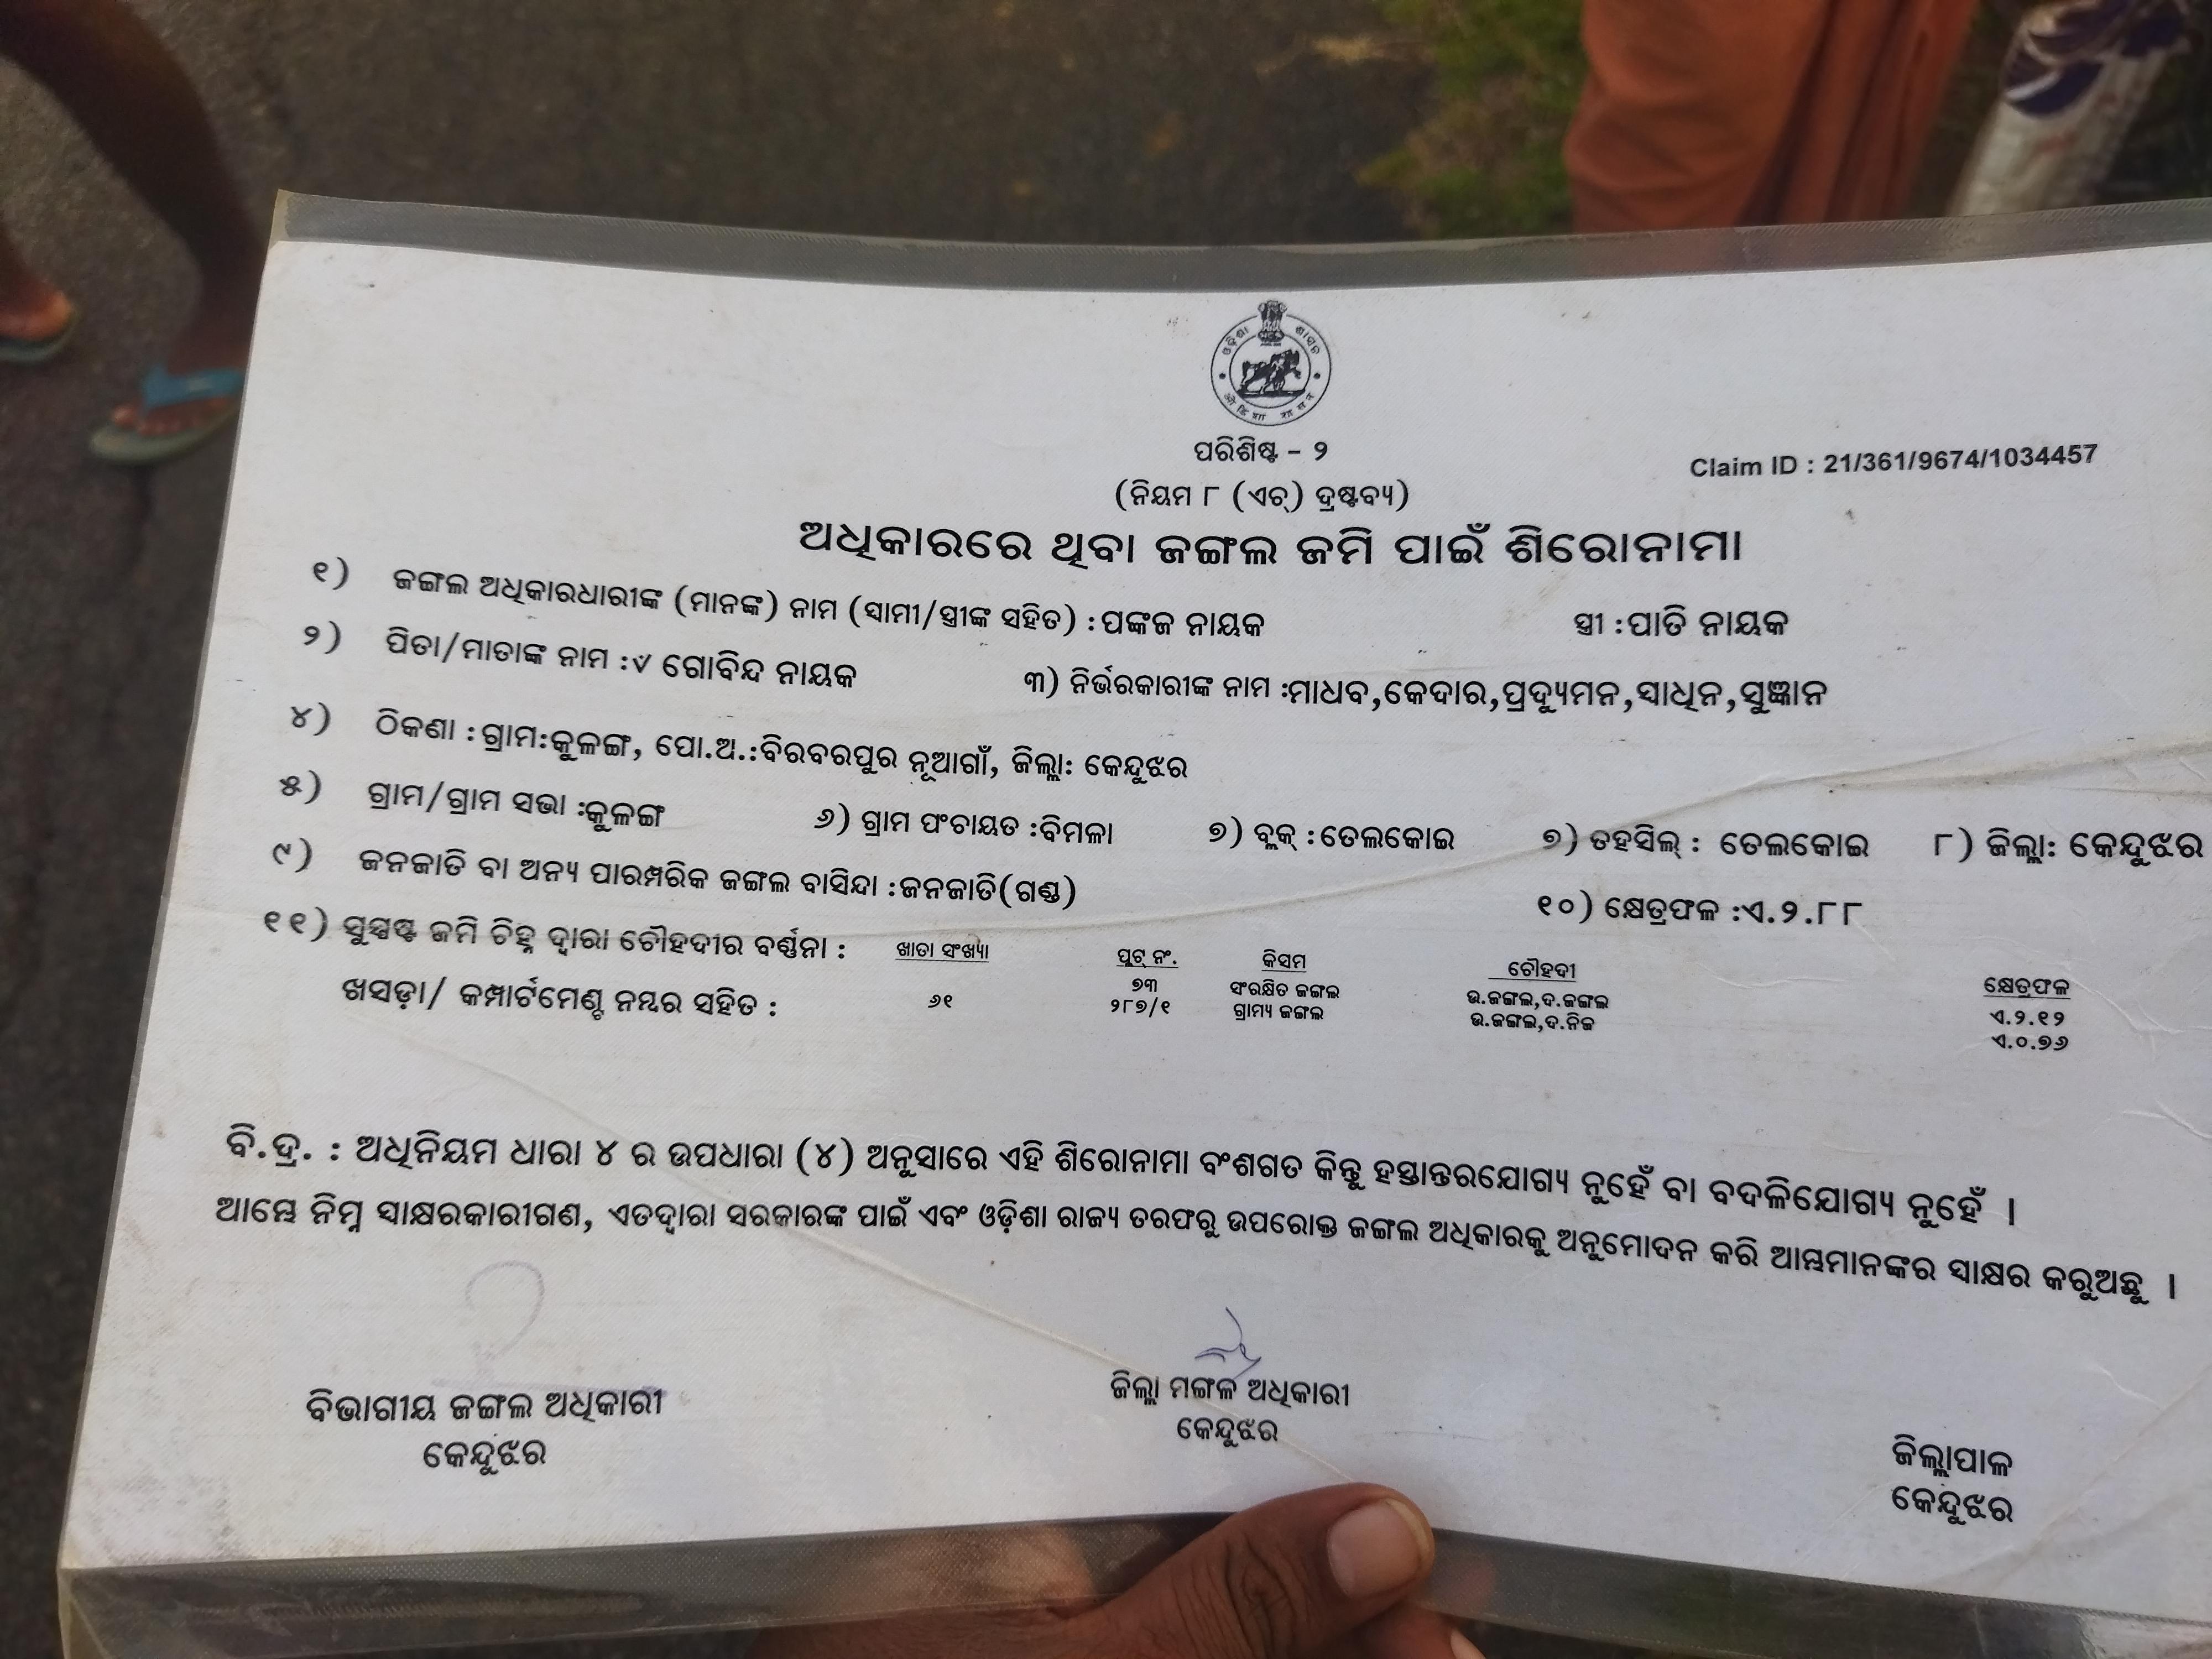 ଓଡ଼ିଶା ଶାସନ
ओडिशा शासन
ପରିଶିଷ୍ଟ - ୨
Claim ID : 21/361/9674/1034457
(ନିୟମ ୮ (ଏଚ୍) ଦ୍ରଷ୍ଟବ୍ୟ)
ଅଧିକାରରେ ଥିବା ଜଙ୍ଗଲ ଜମି ପାଇଁ ଶିରୋନାମା
୧) ଜଙ୍ଗଲ ଅଧିକାରଧାରୀଙ୍କ (ମାନଙ୍କ) ନାମ (ସ୍ଵାମୀ/ସ୍ତ୍ରୀଙ୍କ ସହିତ) : ପଙ୍କଜ ନାୟକ ସ୍ତ୍ରୀ : ପାତି ନାୟକ
୨) ପିତା/ମାତାଙ୍କ ନାମ : ୰ ଗୋବିନ୍ଦ ନାୟକ ୩) ନିର୍ଭରକାରୀଙ୍କ ନାମ :ମାଧବ,କେଦାର,ପ୍ରଦ୍ୟୁମନ,ସ୍ଵାଧିନ,ସୁଜ୍ଞାନ
୪) ଠିକଣା : ଗ୍ରାମ:କୁଳଙ୍ଗ, ପୋ.ଅ.:ବିରବରପୁର ନୂଆଗାଁ, ଜିଲ୍ଲା: କେନ୍ଦୁଝର
୫) ଗ୍ରାମ/ଗ୍ରାମ ସଭା :କୁଳଙ୍ଗ ୬) ଗ୍ରାମ ପଂଚାୟତ :ବିମଳା ୭) ବ୍ଲକ୍ : ତେଲକୋଇ ୭) ତହସିଲ୍ : ତେଲକୋଇ ୮) ଜିଲ୍ଲା: କେନ୍ଦୁଝର
୯) ଜନଜାତି ବା ଅନ୍ୟ ପାରମ୍ପରିକ ଜଙ୍ଗଲ ବାସିନ୍ଦା :ଜନଜାତି(ଗଣ୍ଡ) ୧୦) କ୍ଷେତ୍ରଫଳ :ଏ.୨.୮୮
୧୧) ସୁସ୍ପଷ୍ଟ ଜମି ଚିହ୍ନ ଦ୍ଵାରା ଚୌହଦୀର ବର୍ଣ୍ଣନା : ଖାତା ସଂଖ୍ୟା ପ୍ଲଟ୍ ନଂ. କିସମ ଚୌହଦୀ କ୍ଷେତ୍ରଫଳ
ଖସଡ଼ା/ କମ୍ପାର୍ଟମେଣ୍ଟ ନମ୍ବର ସହିତ : ୬୧ ୭୩ ସଂରକ୍ଷିତ ଜଙ୍ଗଲ ଉ.ଜଙ୍ଗଲ,ଦ.ଜଙ୍ଗଲ ଏ.୨.୧୨
୨୮୭/୧ ଗ୍ରାମ୍ୟ ଜଙ୍ଗଲ ଉ.ଜଙ୍ଗଲ,ଦ.ନିଜ ଏ.୦.୭୬
ବି.ଦ୍ର. : ଅଧିନିୟମ ଧାରା ୪ ର ଉପଧାରା (୪) ଅନୁସାରେ ଏହି ଶିରୋନାମା ବଂଶଗତ କିନ୍ତୁ ହସ୍ତାନ୍ତରଯୋଗ୍ୟ ନୁହେଁ ବା ବଦଳିଯୋଗ୍ୟ ନୁହେଁ ।
ଆମ୍ଭେ ନିମ୍ନ ସାକ୍ଷରକାରୀଗଣ, ଏତଦ୍ଵାରା ସରକାରଙ୍କ ପାଇଁ ଏବଂ ଓଡ଼ିଶା ରାଜ୍ୟ ତରଫରୁ ଉପରୋକ୍ତ ଜଙ୍ଗଲ ଅଧିକାରକୁ ଅନୁମୋଦନ କରି ଆମ୍ଭମାନଙ୍କର ସ୍ଵାକ୍ଷର କରୁଅଛୁ ।
ବିଭାଗୀୟ ଜଙ୍ଗଲ ଅଧିକାରୀ
କେନ୍ଦୁଝର
ଜିଲ୍ଲା ମଙ୍ଗଳ ଅଧିକାରୀ
କେନ୍ଦୁଝର
ଜିଲ୍ଲାପାଳ
କେନ୍ଦୁଝର